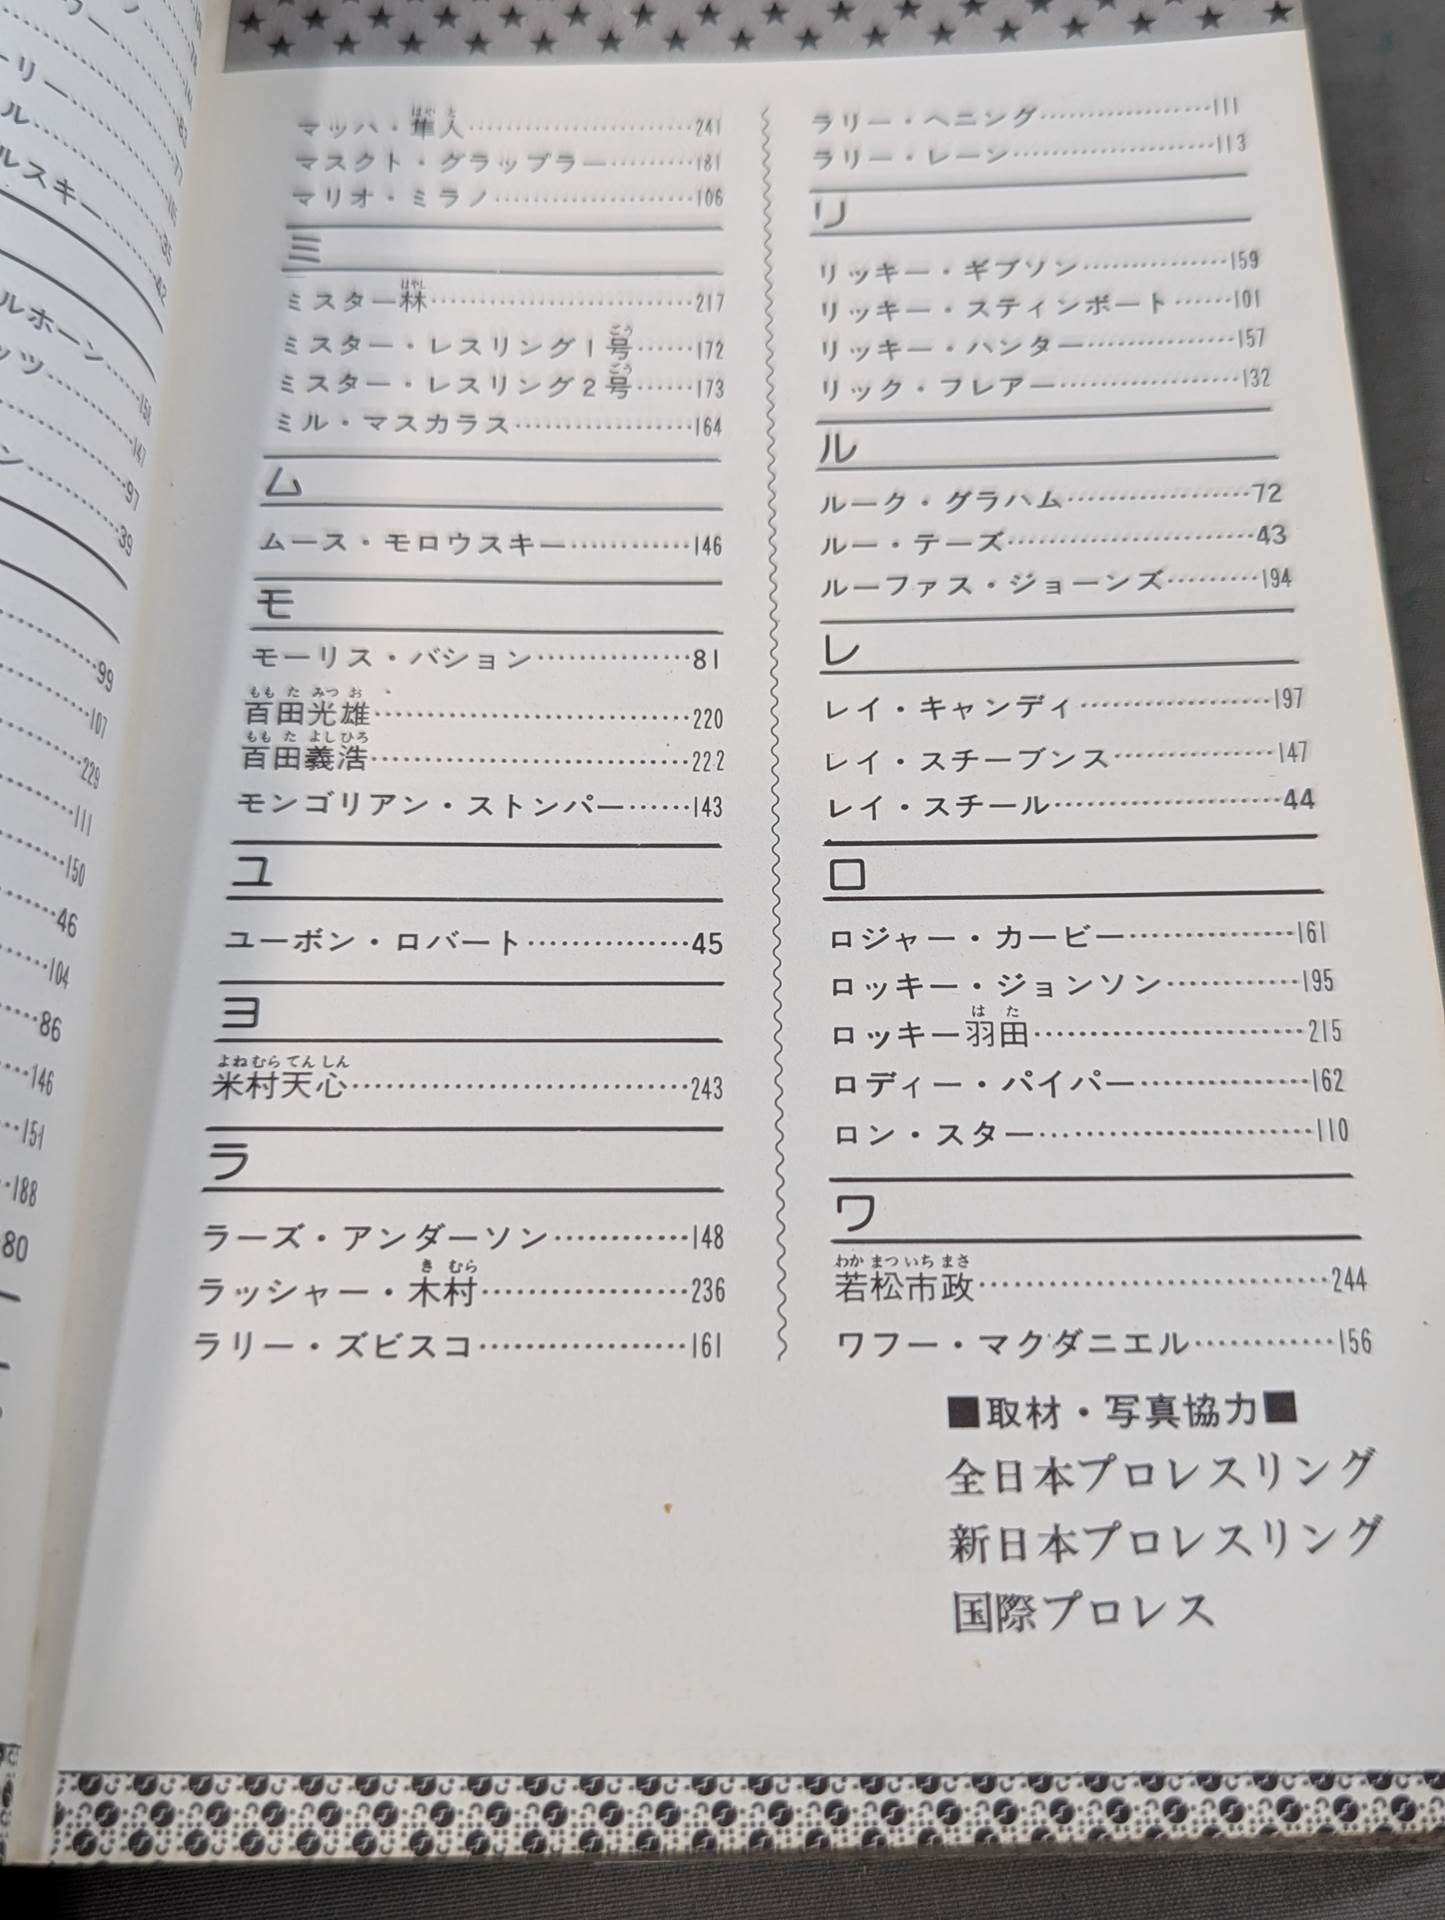 マッハ・隼人……241
マスクト・グラップラー……181
マリオ・ミラノ……106
ミ
ミスター林……217
ミスター・レスリング1号……172
ミスター・レスリング2号……173
ミル・マスカラス……164
ム
ムース・モロウスキー……146
モ
モーリス・バション……81
百田光雄……220
百田義浩……222
モンゴリアン・ストンパー……143
ユ
ユーボン・ロバート……45
ヨ
米村天心……243
ラ
ラーズ・アンダーソン……148
ラッシャー・木村……236
ラリー・ズビスコ……161
ラリー・ヘニング……111
ラリー・レーン……113
リ
リッキー・ギブソン……159
リッキー・スティンボート……101
リッキー・ハンター……157
リック・フレアー……132
ル
ルーク・グラハム……72
ルー・テーズ……43
ルーファス・ジョーンズ……194
レ
レイ・キャンディ……197
レイ・スチーブンス……147
レイ・スチール……44
ロ
ロジャー・カービー……161
ロッキー・ジョンソン……195
ロッキー羽田……215
ロディー・パイパー……162
ロン・スター……110
ワ
若松市政……244
ワフー・マクダニエル……156
■取材・写真協力■
全日本プロレスリング
新日本プロレスリング
国際プロレス